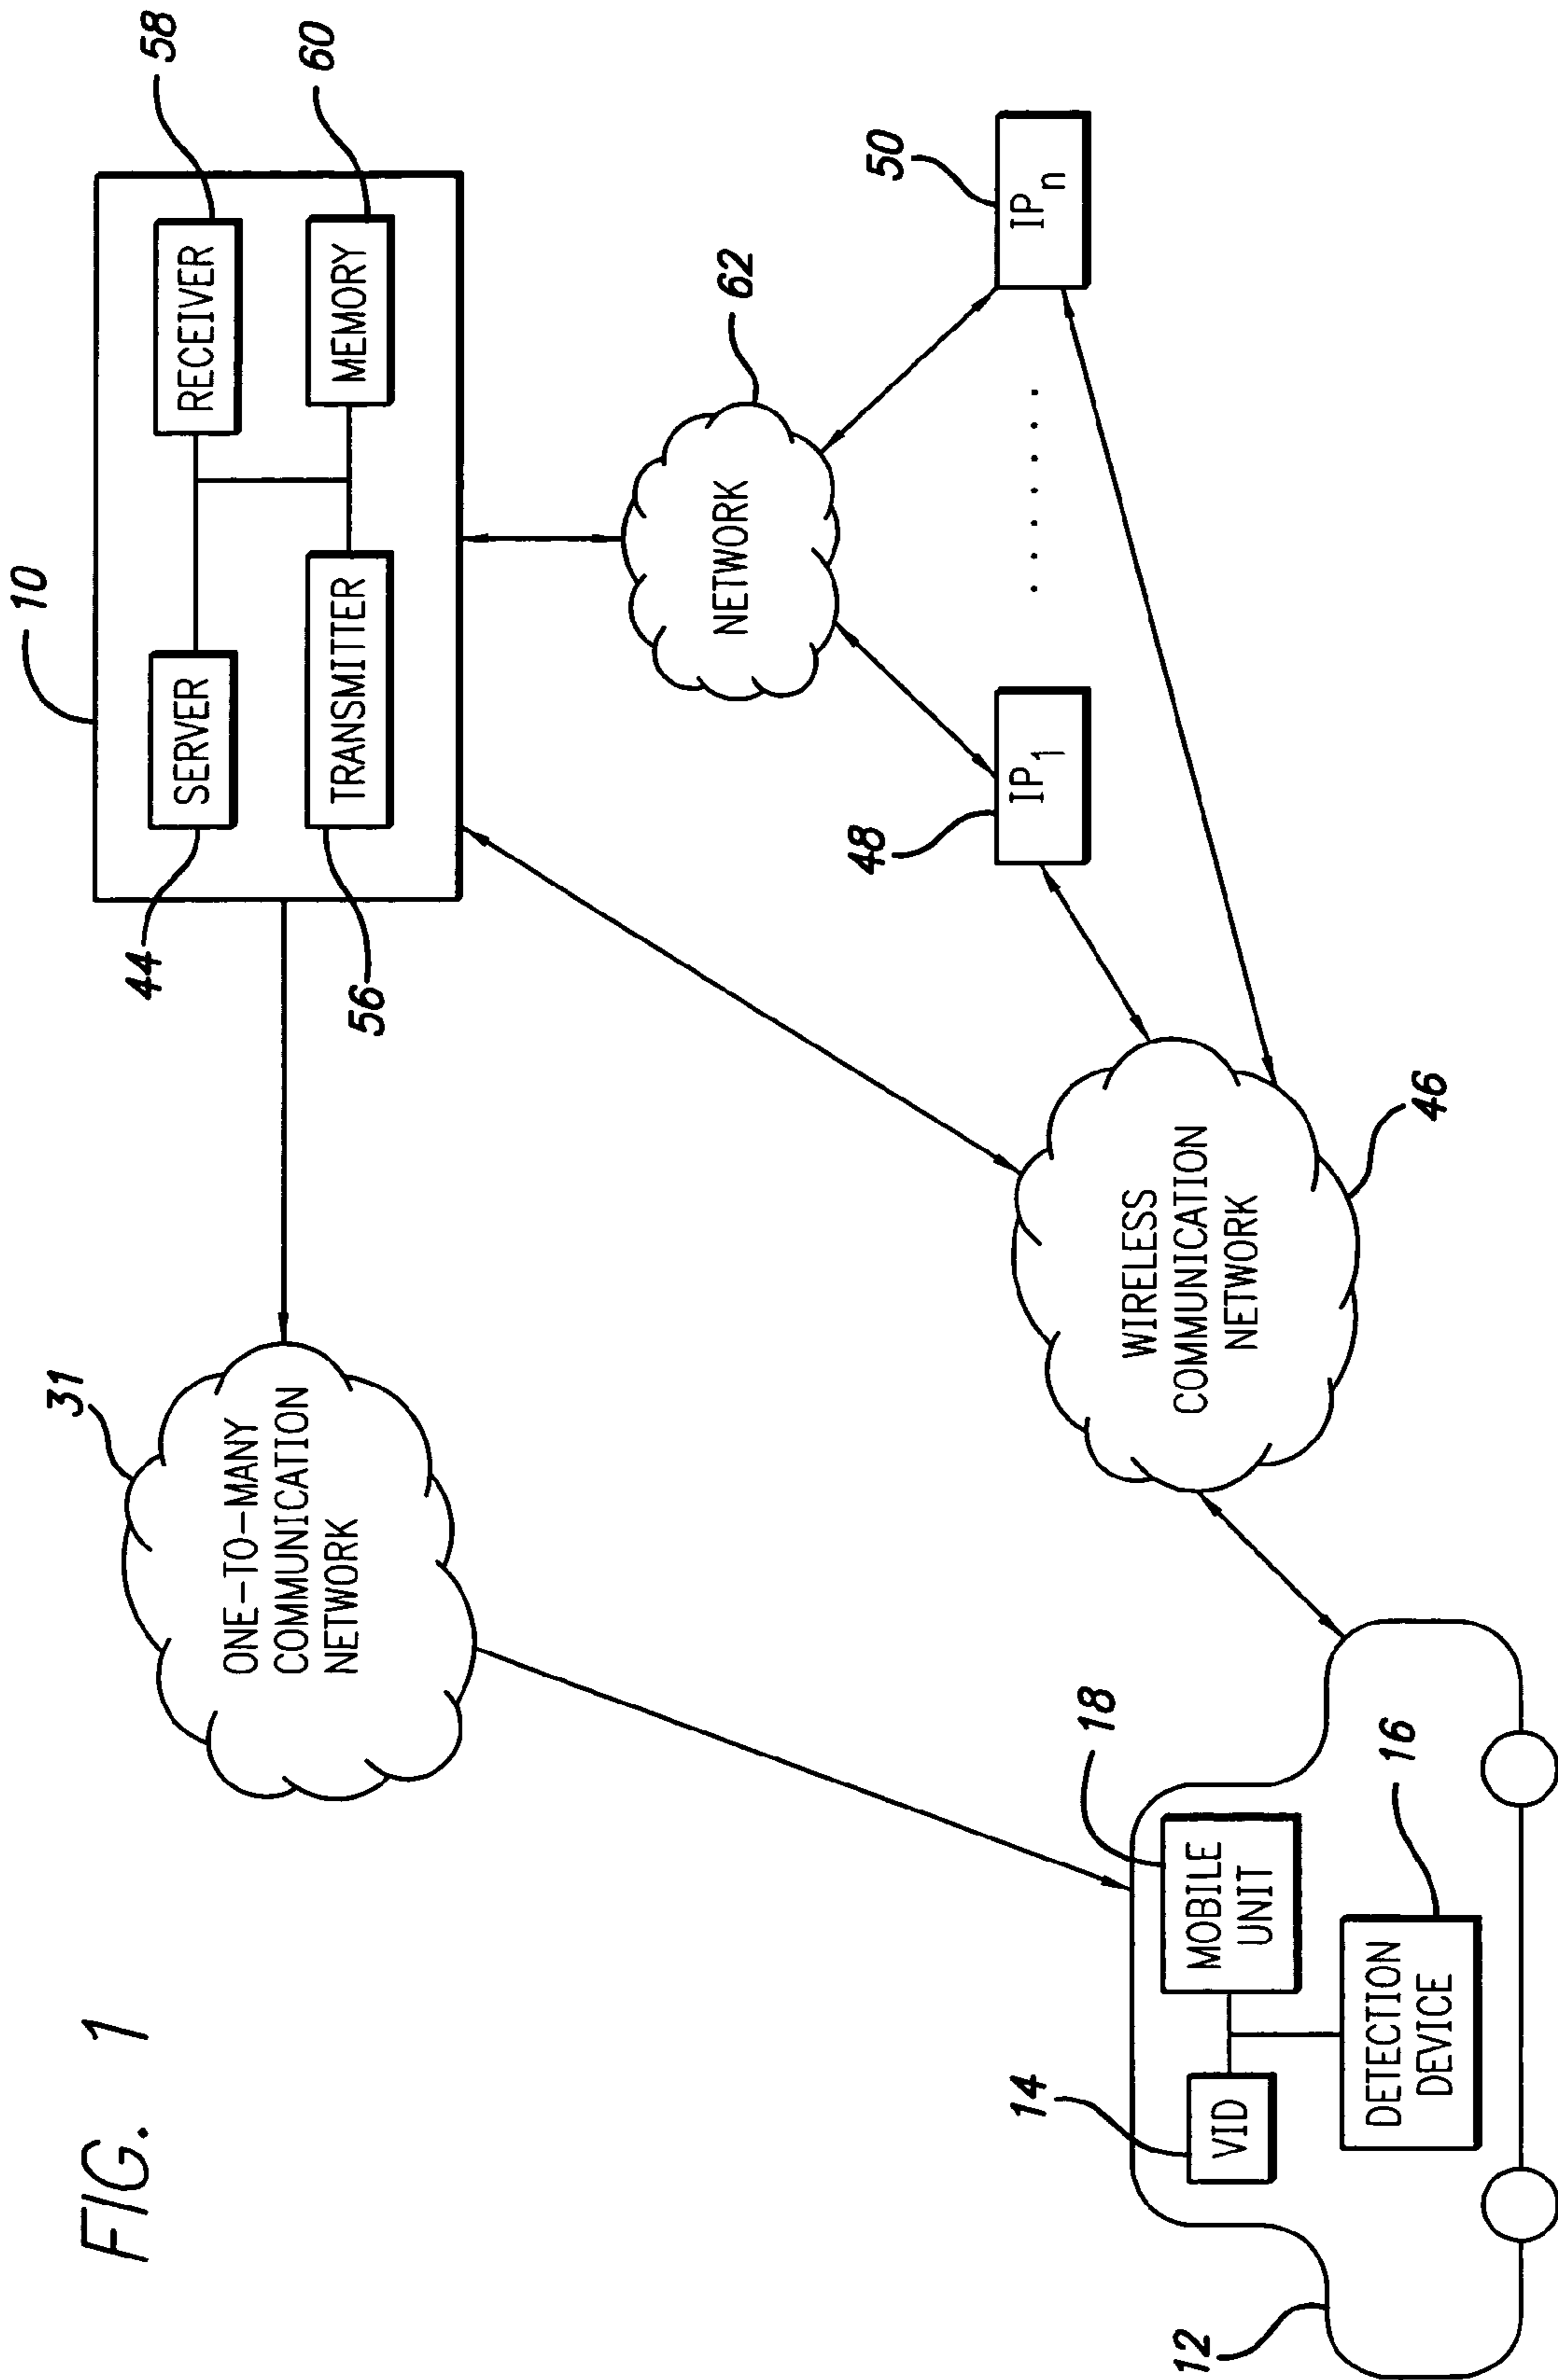 FIG. 1
10
SERVER
RECEIVER
TRANSMITTER
MEMORY
44
56
58
60
31
ONE-TO-MANY
COMMUNICATION
NETWORK
NETWORK
62
IP1
48
. . . . . . .
IPn
50
WIRELESS
COMMUNICATION
NETWORK
46
12
14
VID
18
MOBILE
UNIT
DETECTION
DEVICE
16